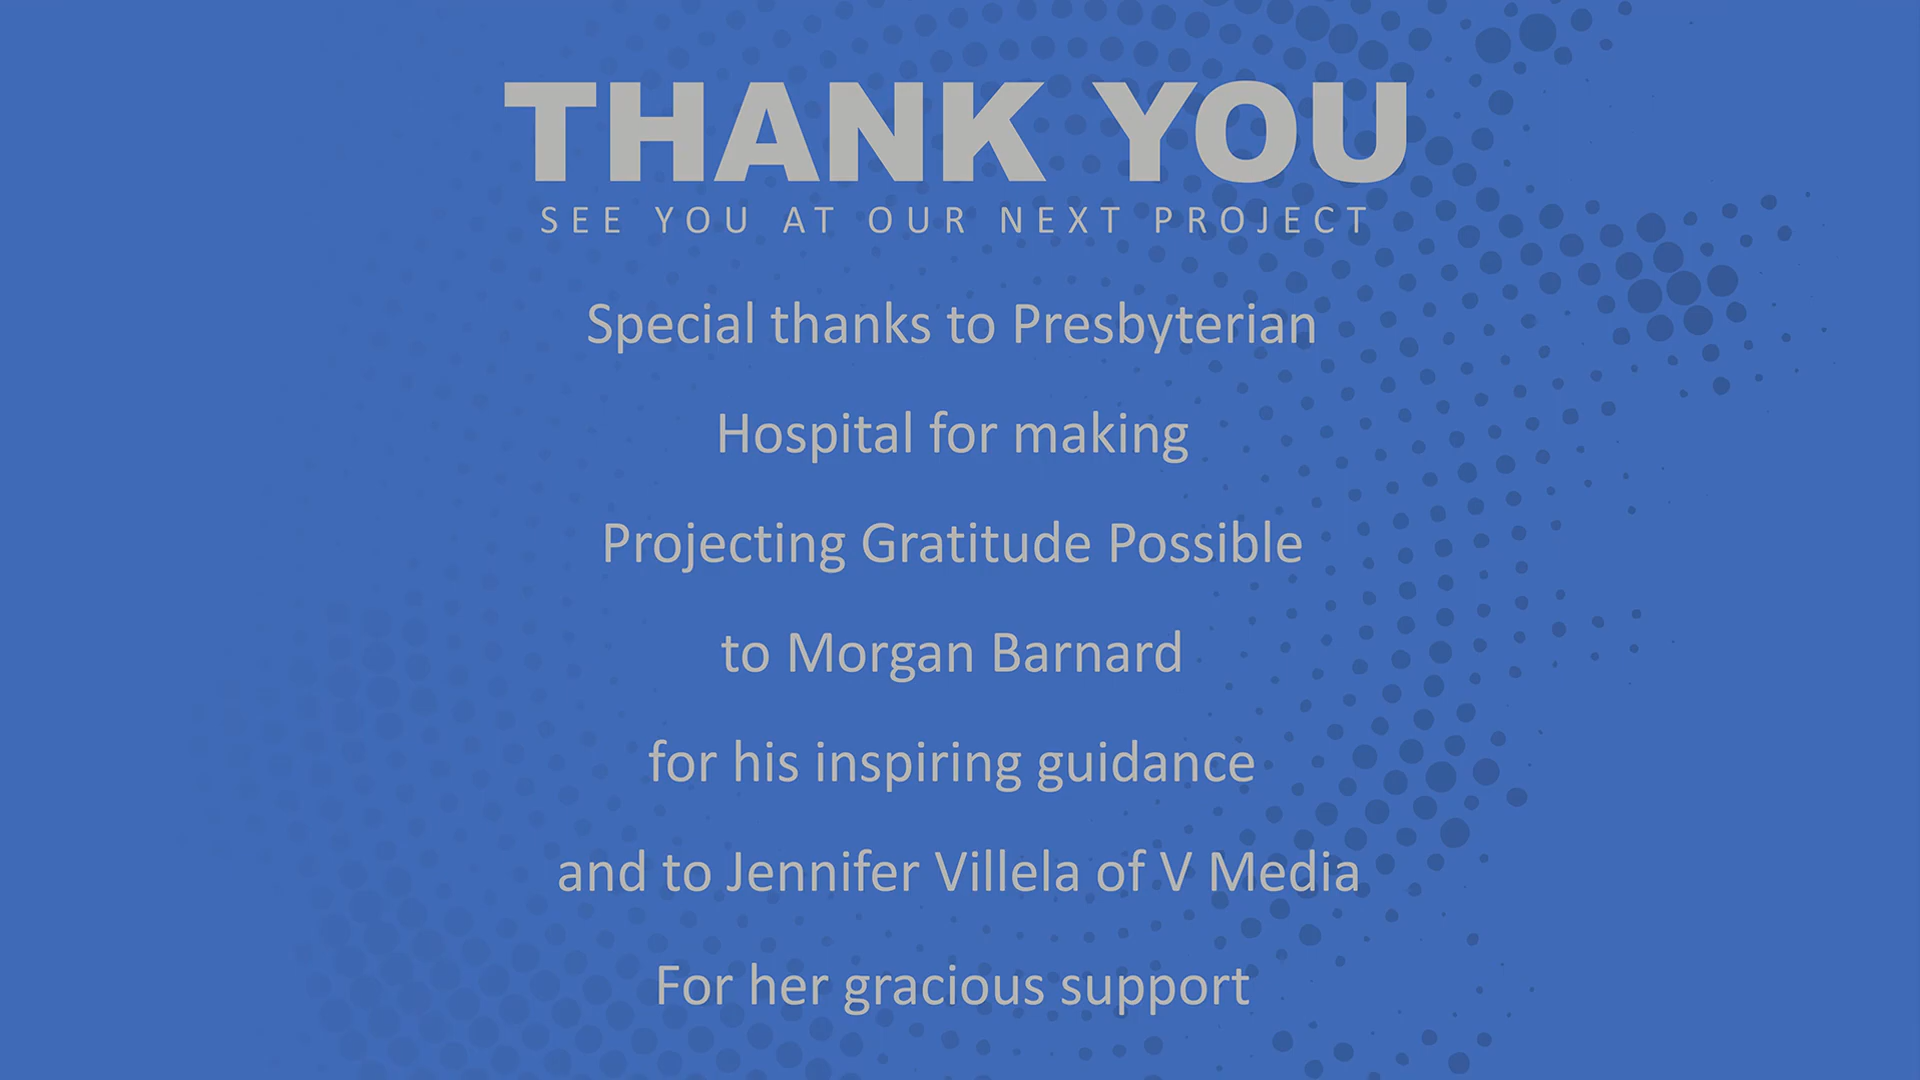 THANK YOU
SEE YOU AT OUR NEXT PROJECT
Special thanks to Presbyterian
Hospital for making
Projecting Gratitude Possible
to Morgan Barnard
for his inspiring guidance
and to Jennifer Villela of V Media
For her gracious support